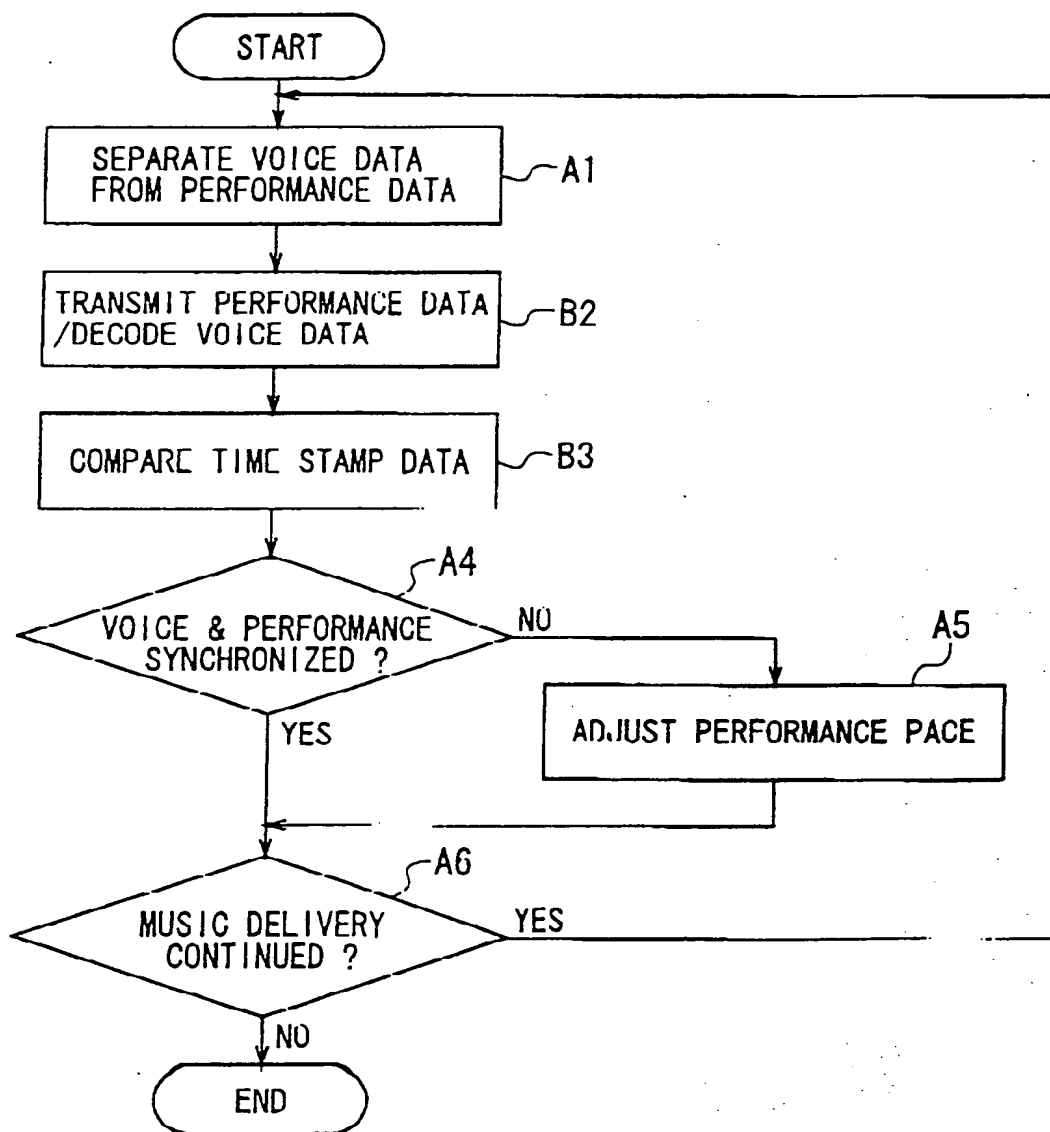 START
SEPARATE VOICE DATA
FROM PERFORMANCE DATA
A1
TRANSMIT PERFORMANCE DATA
/DECODE VOICE DATA
B2
COMPARE TIME STAMP DATA
B3
A4
VOICE & PERFORMANCE
SYNCHRONIZED ?
NO
A5
ADJUST PERFORMANCE PACE
YES
A6
MUSIC DELIVERY
CONTINUED ?
YES
NO
END